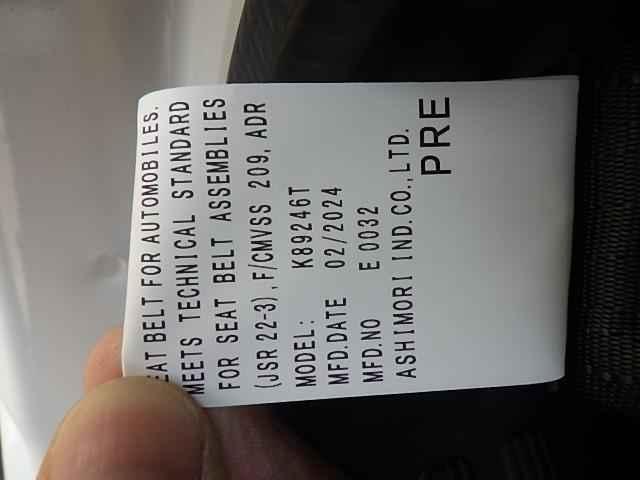 EAT BELT FOR AUTOMOBILES.
MEETS TECHNICAL STANDARD
FOR SEAT BELT ASSEMBLIES
(JSR 22-3), F/CMVSS 209, ADR
MODEL: K89246T
MFD.DATE 02/2024
MFD.NO E 0032
ASHIMORI IND.CO.,LTD.
PRE